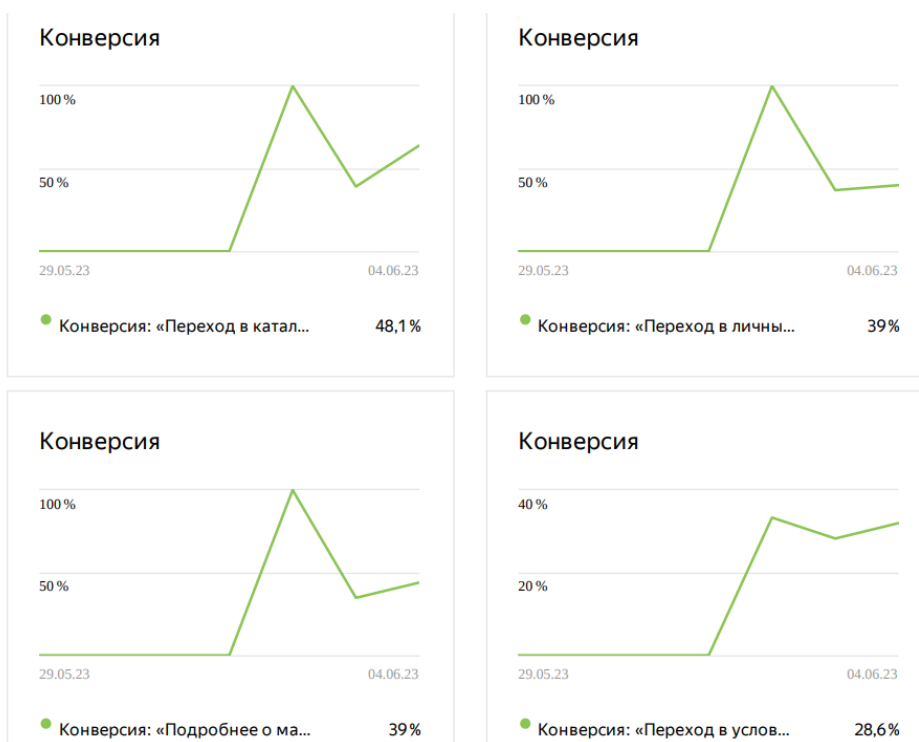 Конверсия
100 %
50 %
29.05.23 04.06.23
Конверсия: «Переход в катал... 48,1 %
Конверсия
100 %
50 %
29.05.23 04.06.23
Конверсия: «Переход в личны... 39 %
Конверсия
100 %
50 %
29.05.23 04.06.23
Конверсия: «Подробнее о ма... 39 %
Конверсия
40 %
20 %
29.05.23 04.06.23
Конверсия: «Переход в услов... 28,6 %